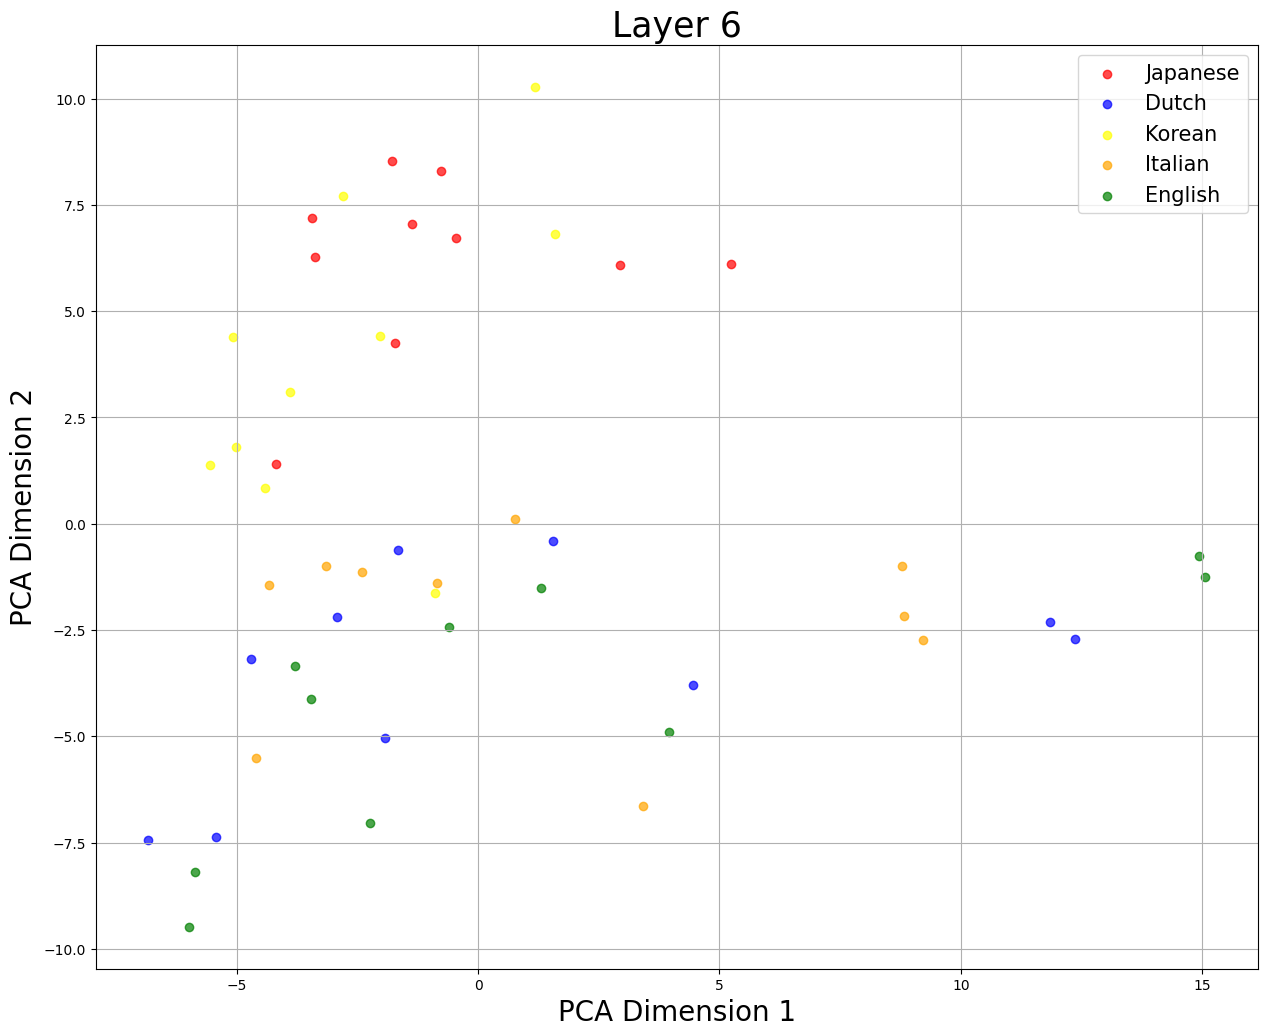 Layer 6
Japanese
Dutch
Korean
Italian
English
PCA Dimension 2
10.0
7.5
5.0
2.5
0.0
−2.5
−5.0
−7.5
−10.0
−5
0
5
10
15
PCA Dimension 1